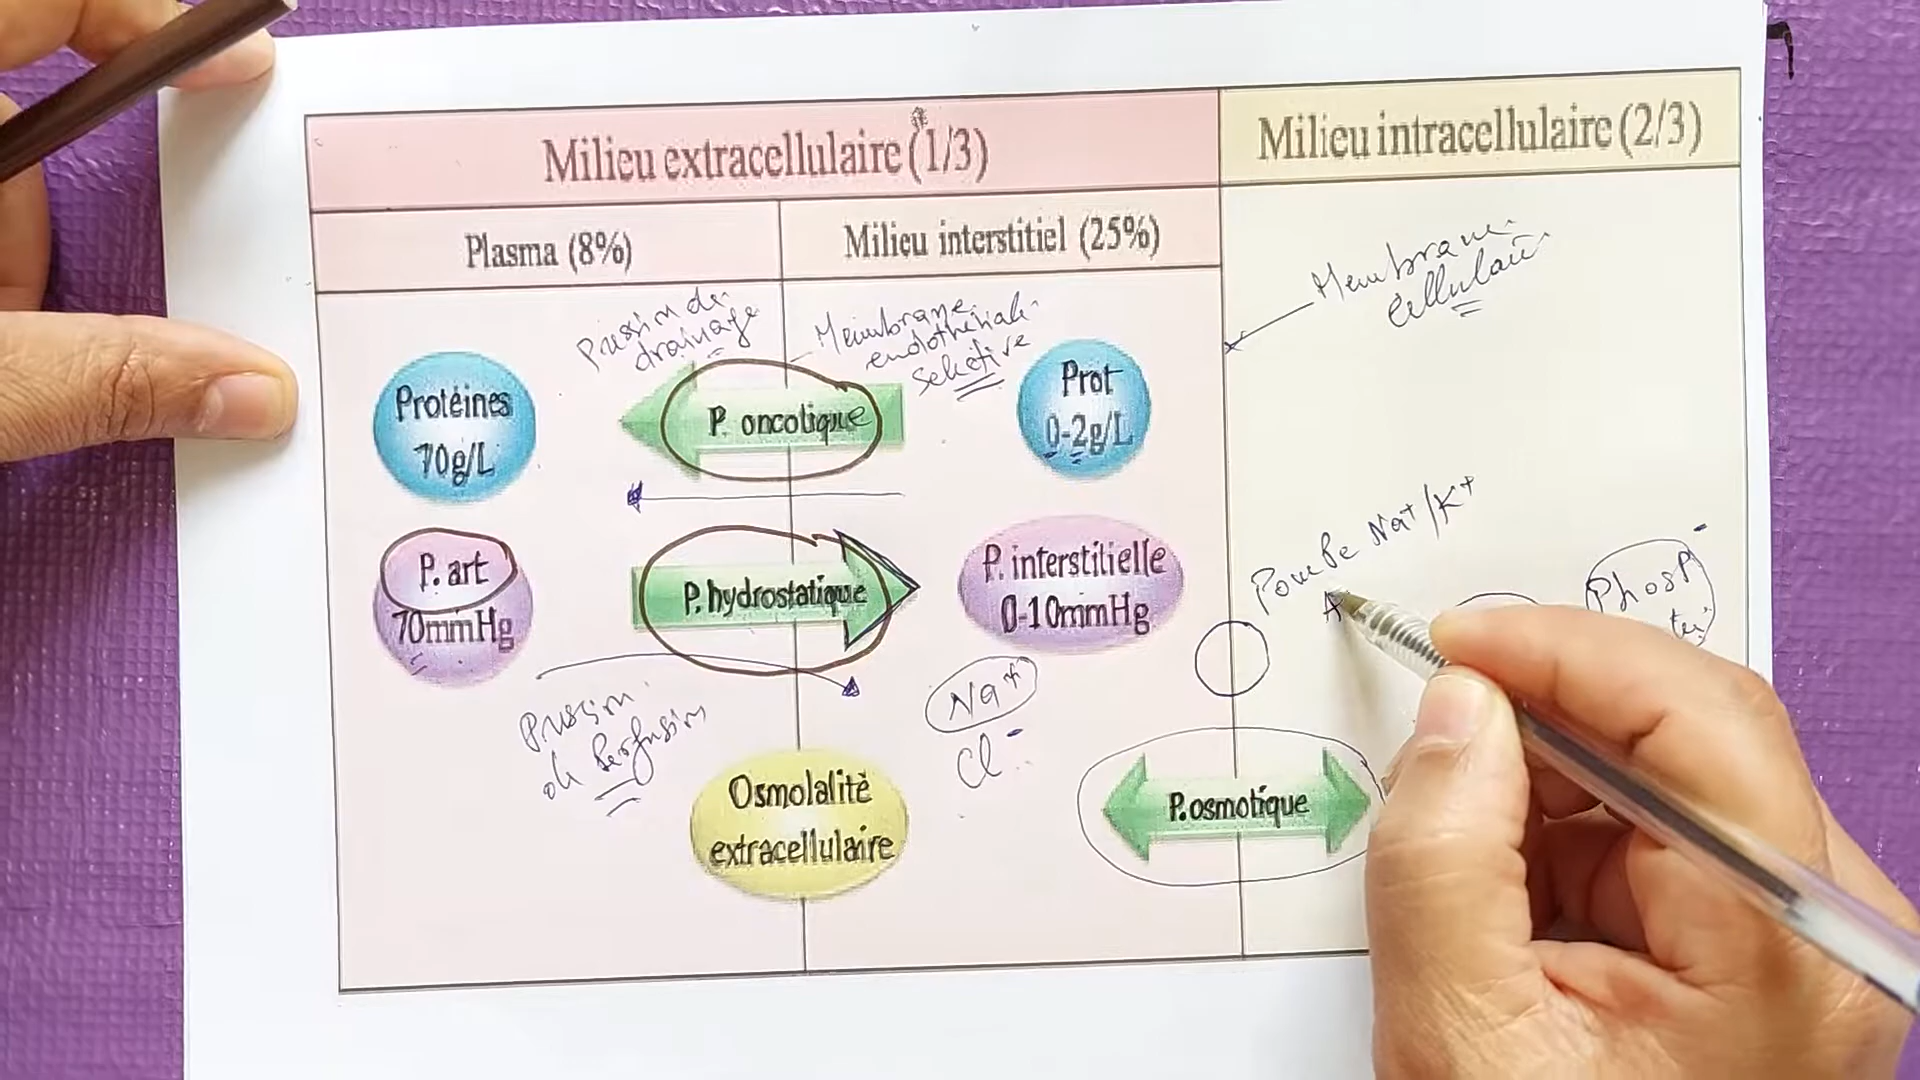 Milieu extracellulaire (1/3)
Milieu intracellulaire (2/3)
Plasma (8%)
Milieu interstitiel (25%)
Pression de
drainage
Membrane
endothéliale
selective
Membrane
cellulaire
Protéines
70g/L
P. oncotique
Prot
0-2g/L
P. art
70mmHg
P.hydrostatique
P. interstitielle
0-10mmHg
Pompe Na+/K+
A
Phosp
Pression
de Perfusion
Na+
Cl-
Osmolalité
extracellulaire
P.osmotique